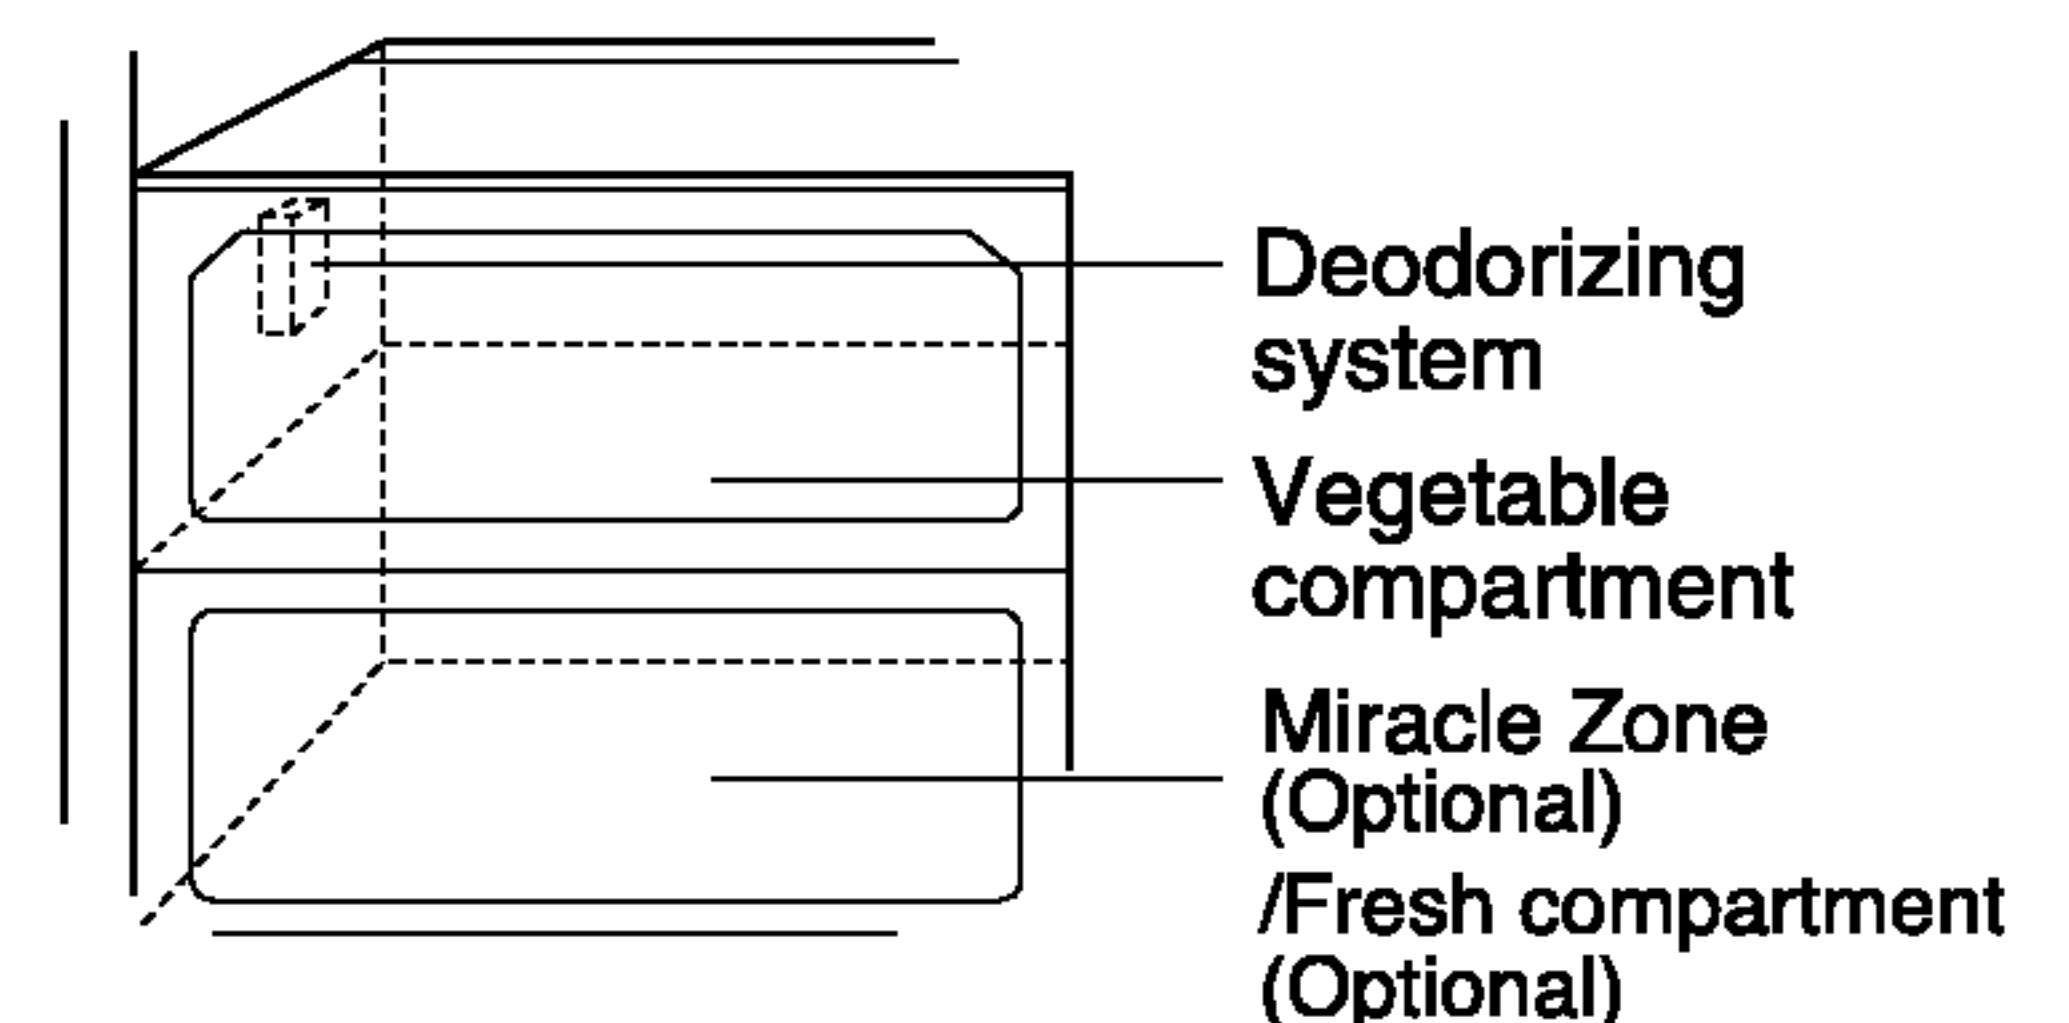 Deodorizing
system
Vegetable
compartment
Miracle Zone
(Optional)
/Fresh compartment
(Optional)